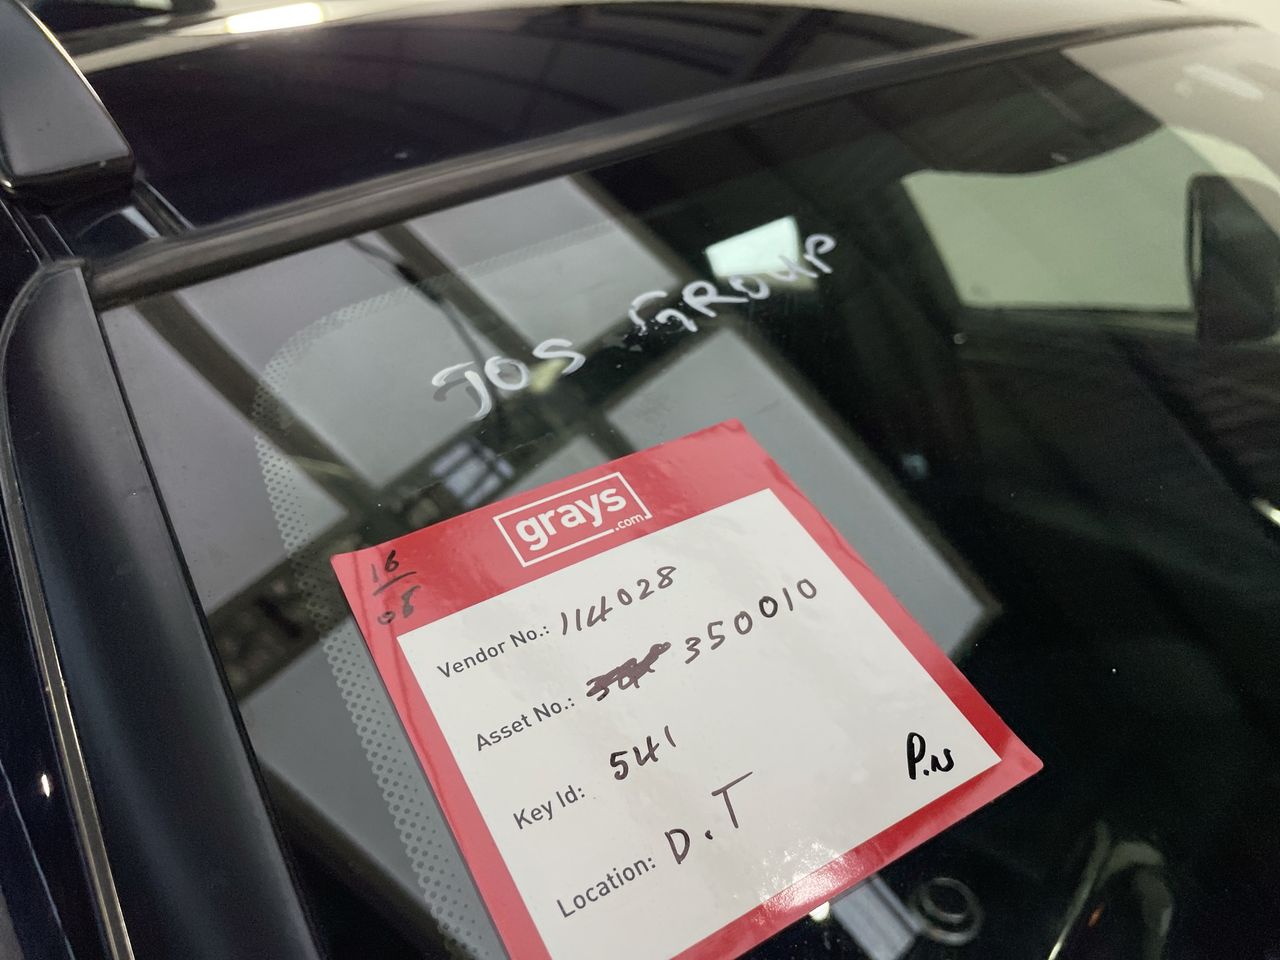 JOS GROUP
grays
.com
16
08
Vendor No.: 114028
Asset No.: 350010
Key Id: 541
Location: D.T
P.N